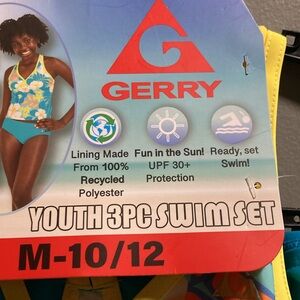 GERRY
Lining Made
From 100%
Recycled
Polyester
Fun in the Sun!
UPF 30+
Protection
Ready, set
Swim!
YOUTH 3PC SWIM SET
M-10/12